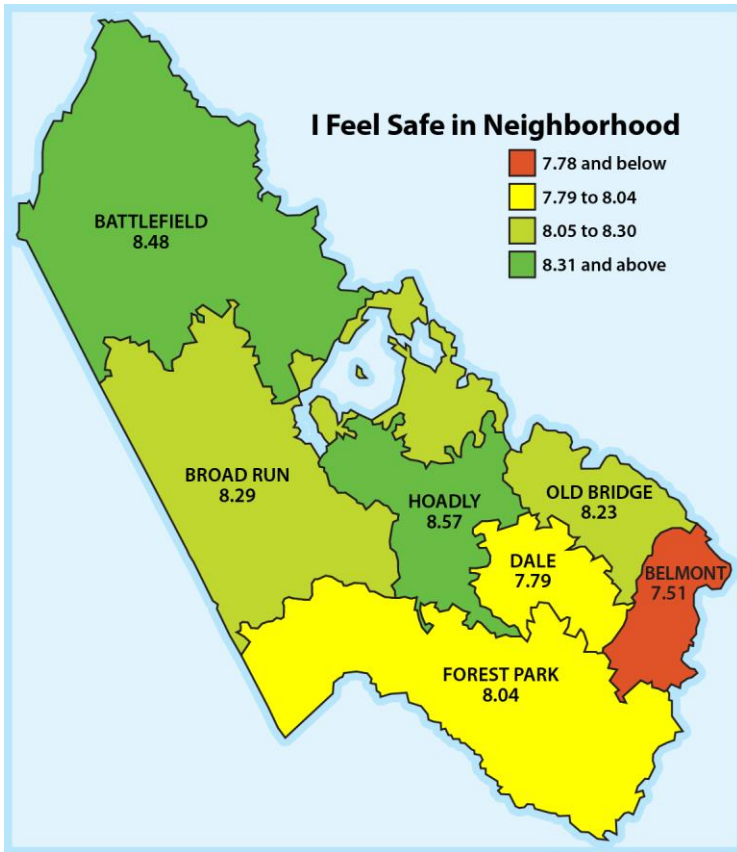 I Feel Safe in Neighborhood
7.78 and below
7.79 to 8.04
8.05 to 8.30
8.31 and above
BATTLEFIELD
8.48
BROAD RUN
8.29
HOADLY
8.57
OLD BRIDGE
8.23
DALE
7.79
BELMONT
7.51
FOREST PARK
8.04